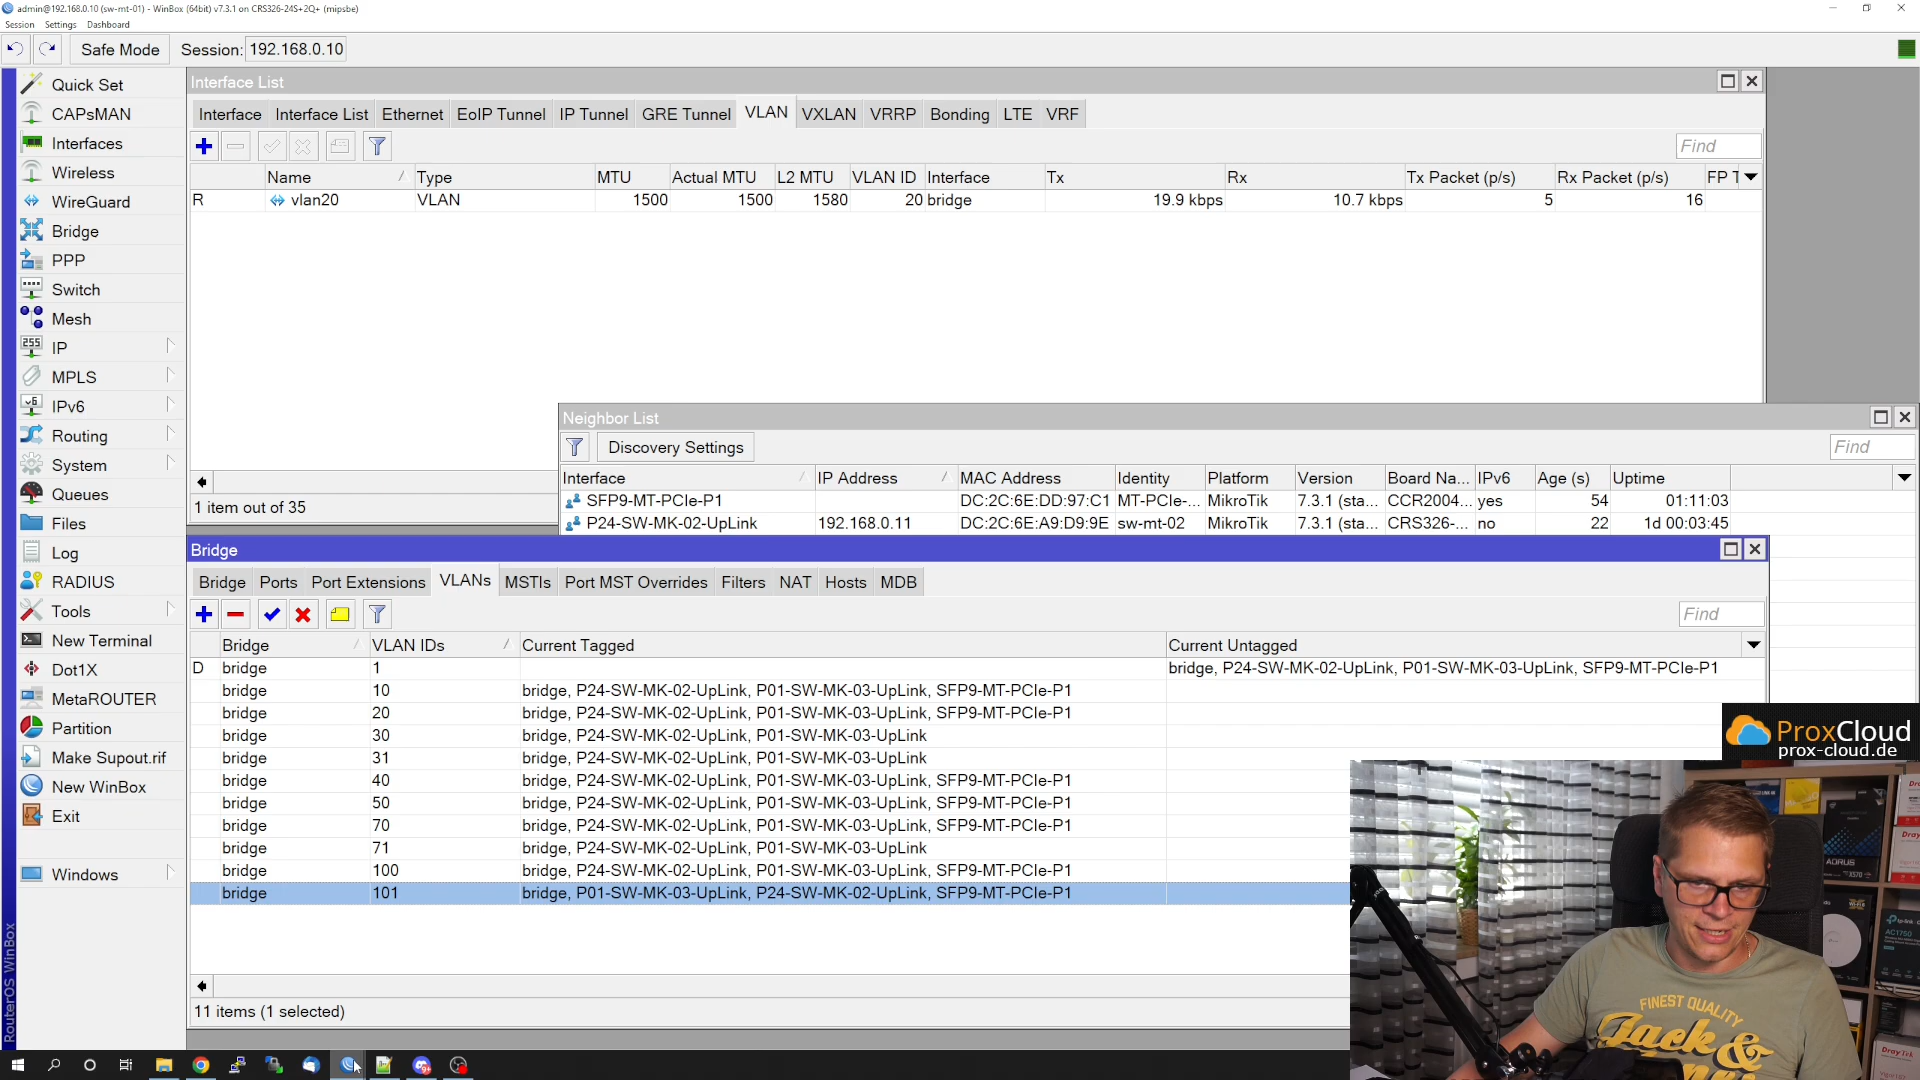 admin@192.168.0.10 (sw-mt-01) - WinBox (64bit) v7.3.1 on CRS326-24S+2Q+ (mipsbe)
Session Settings Dashboard
Safe Mode Session: 192.168.0.10
Quick Set
CAPsMAN
Interfaces
Wireless
WireGuard
Bridge
PPP
Switch
Mesh
IP
MPLS
IPv6
Routing
System
Queues
Files
Log
RADIUS
Tools
New Terminal
Dot1X
MetaROUTER
Partition
Make Supout.rif
New WinBox
Exit
Windows
RouterOS WinBox
Interface List
Interface Interface List Ethernet EoIP Tunnel IP Tunnel GRE Tunnel VLAN VXLAN VRRP Bonding LTE VRF
Find
Name Type MTU Actual MTU L2 MTU VLAN ID Interface Tx Rx Tx Packet (p/s) Rx Packet (p/s) FP T
R vlan20 VLAN 1500 1500 1580 20 bridge 19.9 kbps 10.7 kbps 5 16
1 item out of 35
Neighbor List
Discovery Settings Find
Interface IP Address MAC Address Identity Platform Version Board Na... IPv6 Age (s) Uptime
SFP9-MT-PCIe-P1 DC:2C:6E:DD:97:C1 MT-PCIe-... MikroTik 7.3.1 (sta... CCR2004... yes 54 01:11:03
P24-SW-MK-02-UpLink 192.168.0.11 DC:2C:6E:A9:D9:9E sw-mt-02 MikroTik 7.3.1 (sta... CRS326-... no 22 1d 00:03:45
Bridge
Bridge Ports Port Extensions VLANs MSTIs Port MST Overrides Filters NAT Hosts MDB
Find
Bridge VLAN IDs Current Tagged Current Untagged
D bridge 1 bridge, P24-SW-MK-02-UpLink, P01-SW-MK-03-UpLink, SFP9-MT-PCIe-P1
bridge 10 bridge, P24-SW-MK-02-UpLink, P01-SW-MK-03-UpLink, SFP9-MT-PCIe-P1
bridge 20 bridge, P24-SW-MK-02-UpLink, P01-SW-MK-03-UpLink, SFP9-MT-PCIe-P1
bridge 30 bridge, P24-SW-MK-02-UpLink, P01-SW-MK-03-UpLink
bridge 31 bridge, P24-SW-MK-02-UpLink, P01-SW-MK-03-UpLink
bridge 40 bridge, P24-SW-MK-02-UpLink, P01-SW-MK-03-UpLink, SFP9-MT-PCIe-P1
bridge 50 bridge, P24-SW-MK-02-UpLink, P01-SW-MK-03-UpLink, SFP9-MT-PCIe-P1
bridge 70 bridge, P24-SW-MK-02-UpLink, P01-SW-MK-03-UpLink, SFP9-MT-PCIe-P1
bridge 71 bridge, P24-SW-MK-02-UpLink, P01-SW-MK-03-UpLink
bridge 100 bridge, P24-SW-MK-02-UpLink, P01-SW-MK-03-UpLink, SFP9-MT-PCIe-P1
bridge 101 bridge, P01-SW-MK-03-UpLink, P24-SW-MK-02-UpLink, SFP9-MT-PCIe-P1
11 items (1 selected)
ProxCloud
prox-cloud.de
AORUS
X570
tp-link
AC1750
FINEST QUALITY
Jack &